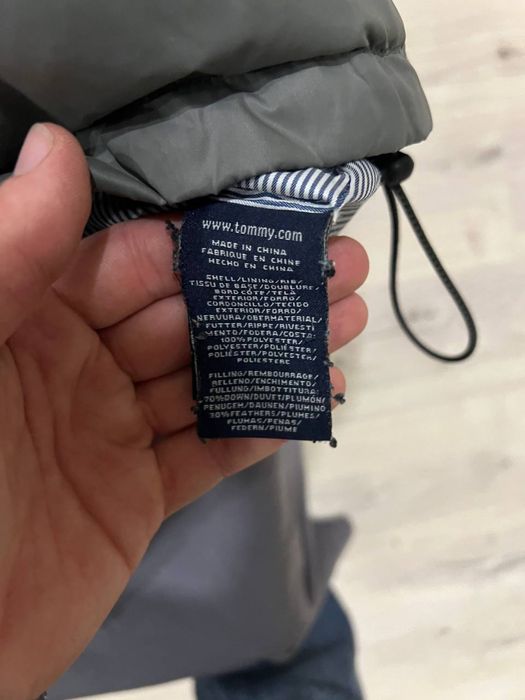 www.tommy.com
MADE IN CHINA
FABRIQUE EN CHINE
HECHO EN CHINA
SHELL/LINING/RIB/
TISSU DE BASE/DOUBLURE/
BORD CÔTE/TELA
EXTERIOR/FORRO/
CORDONCILLO/TECIDO
EXTERIOR/FORRO/
NERVURA/OBERMATERIAL/
FUTTER/RIPPE/RIVESTI
MENTO/FODERA/COSTA:
100% POLYESTER/
POLYESTER/POLIÉSTER/
POLIÉSTER/POLYESTER/
POLIESTERE
FILLING/REMBOURRAGE/
RELLENO/ENCHIMENTO/
FÜLLUNG/IMBOTTITURA:
70%DOWN/DUVET/PLUMÓN/
PENUGEM/DAUNEN/PIUMINO
30%FEATHERS/PLUMES/
PLUMAS/PENAS/
FEDERN/PIUME